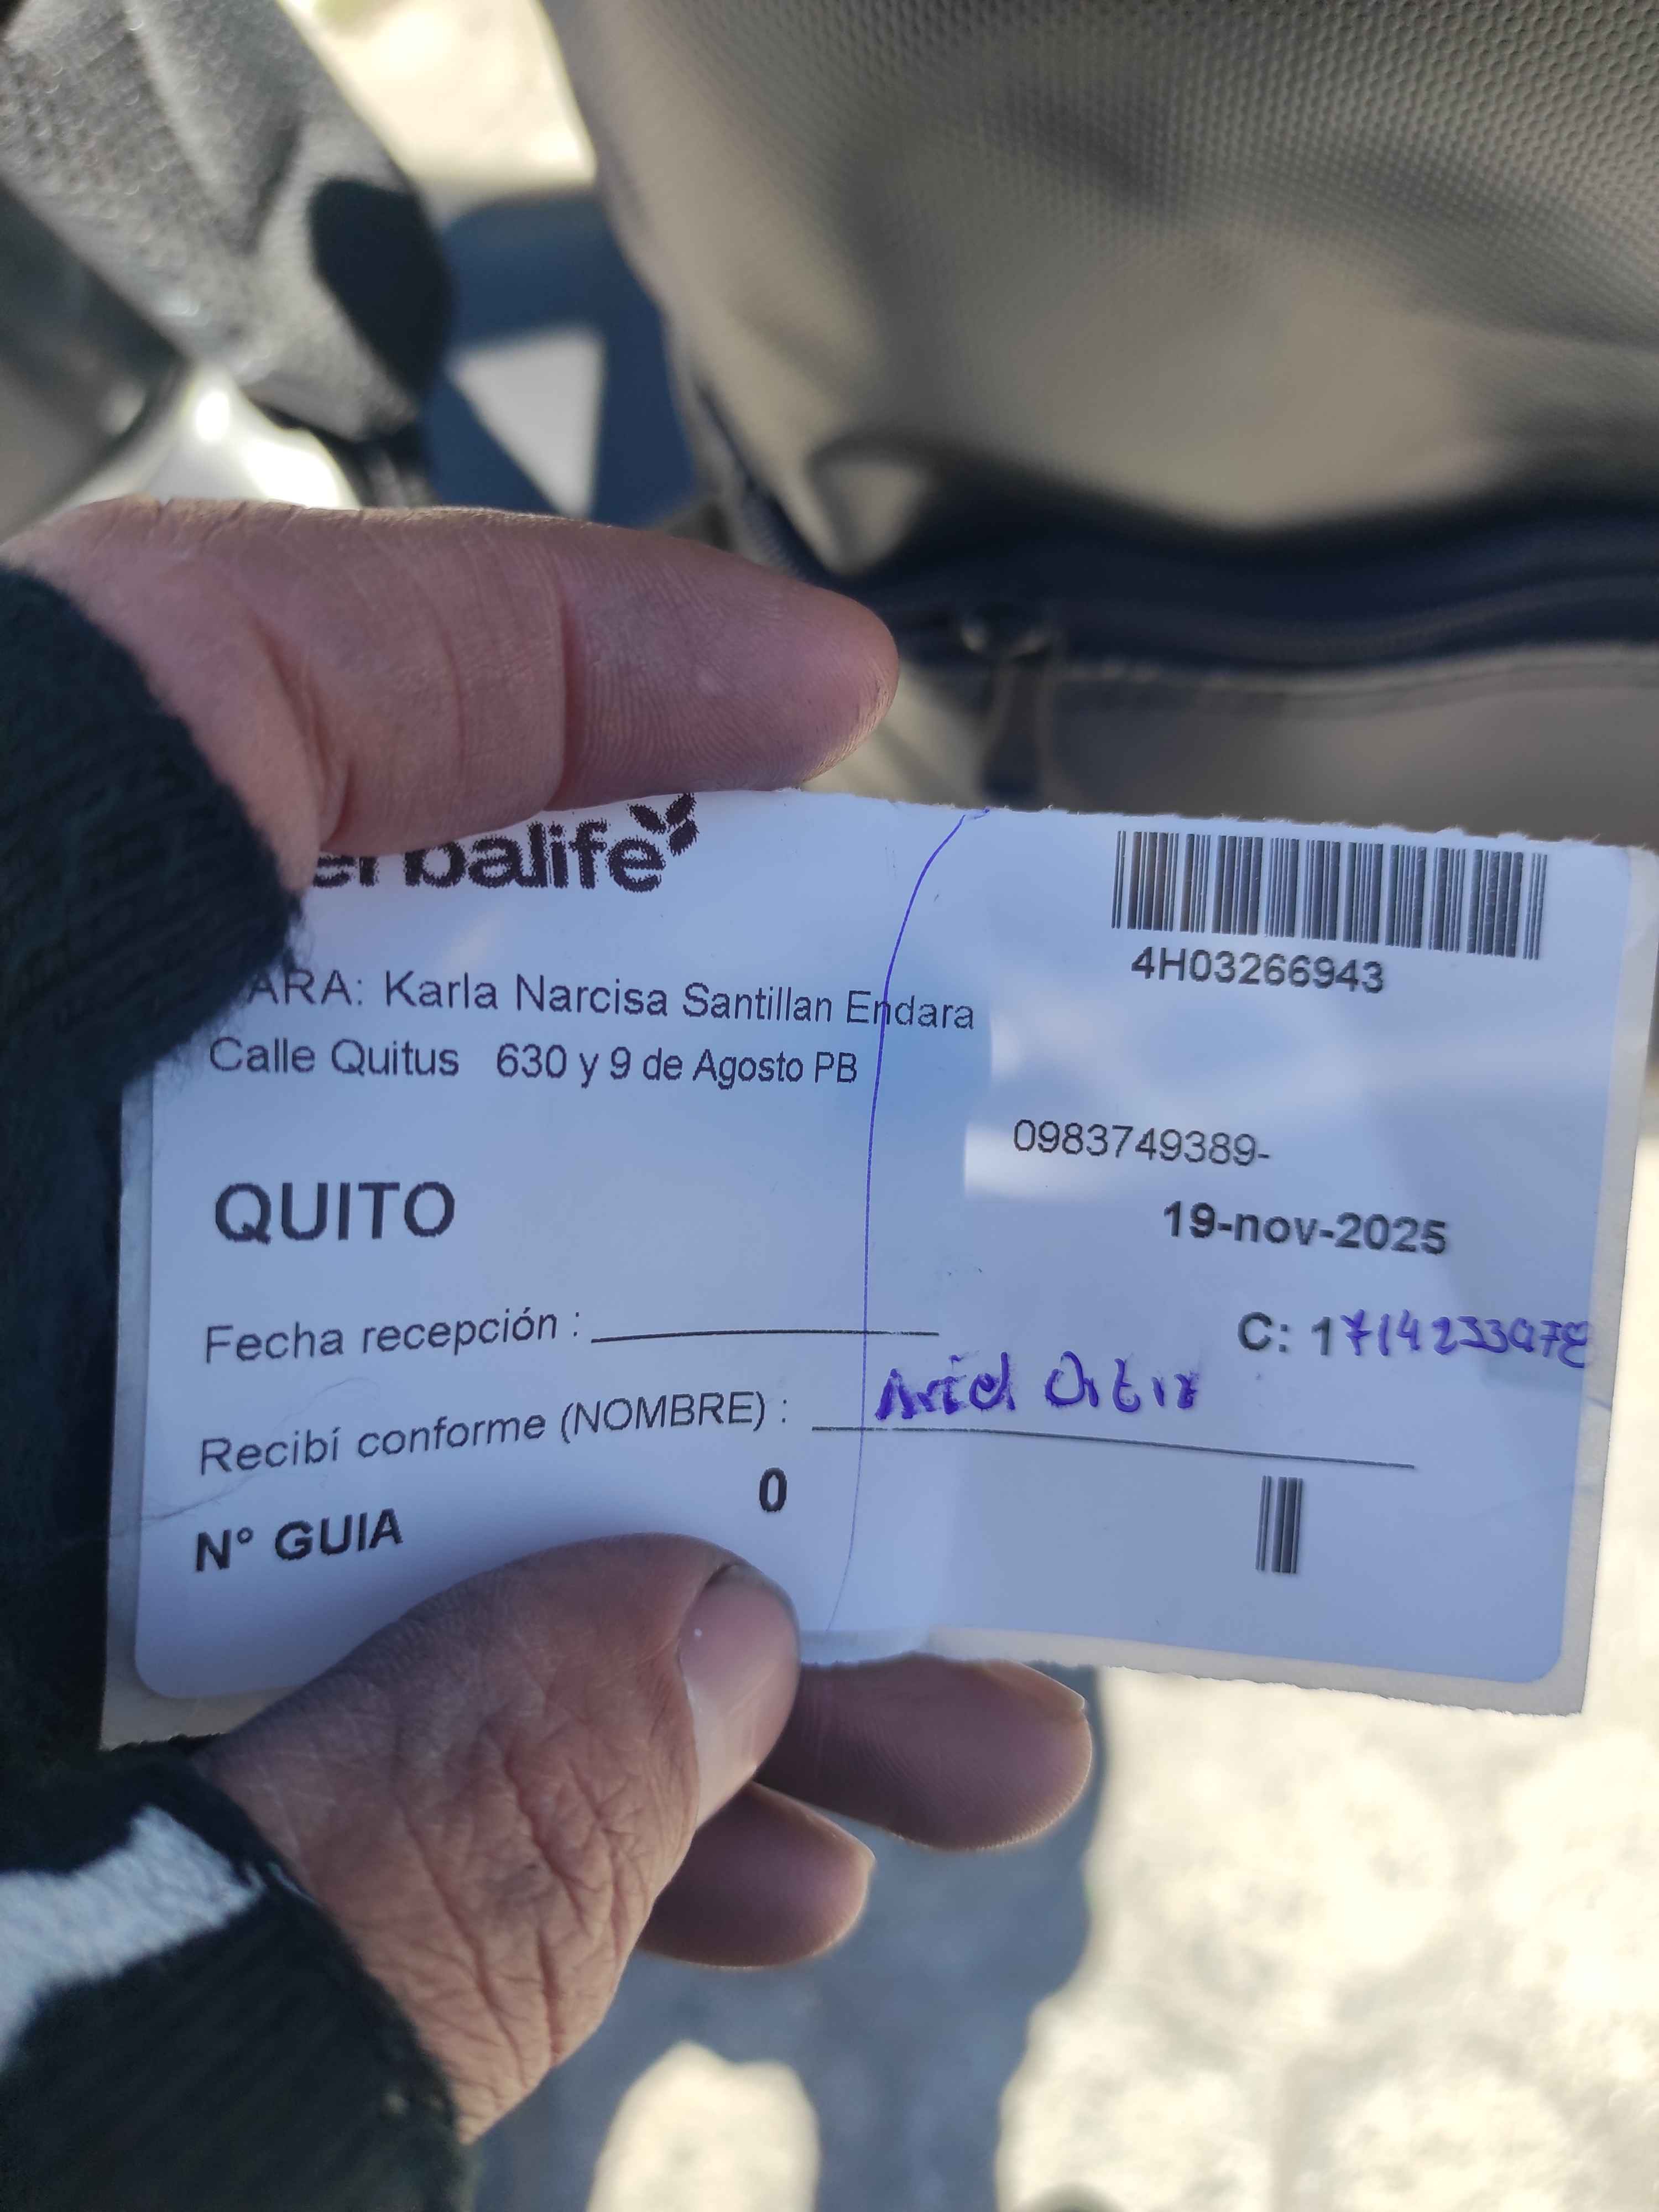 erbalife
ARA: Karla Narcisa Santillan Endara
4H03266943
Calle Quitus 630 y 9 de Agosto PB
0983749389-
QUITO
19-nov-2025
Fecha recepción :
C: 1714233978
Recibí conforme (NOMBRE) : Ariel Ortiz
N° GUIA 0